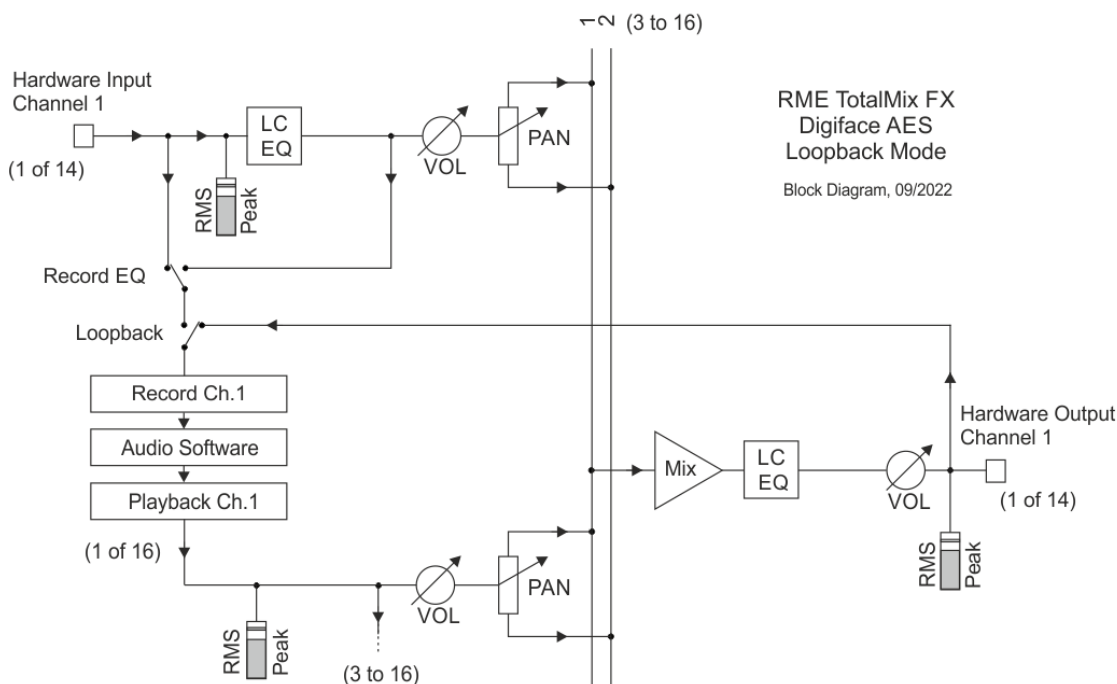 1
2
(3 to 16)
Hardware Input
Channel 1
(1 of 14)
LC
EQ
VOL
PAN
RMS
Peak
RME TotalMix FX
Digiface AES
Loopback Mode
Block Diagram, 09/2022
Record EQ
Loopback
Record Ch.1
Audio Software
Playback Ch.1
(1 of 16)
Mix
LC
EQ
VOL
Hardware Output
Channel 1
(1 of 14)
RMS
Peak
VOL
PAN
RMS
Peak
(3 to 16)